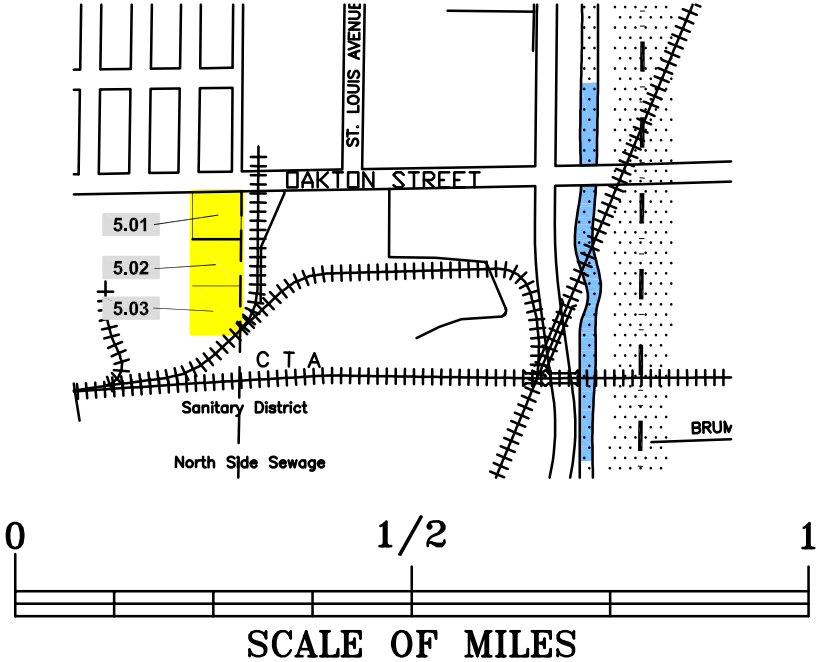 ST. LOUIS AVENUE
OAKTON STREET
5.01
5.02
5.03
C T A
Sanitary District
BRUM
North Side Sewage
0 1/2 1
SCALE OF MILES